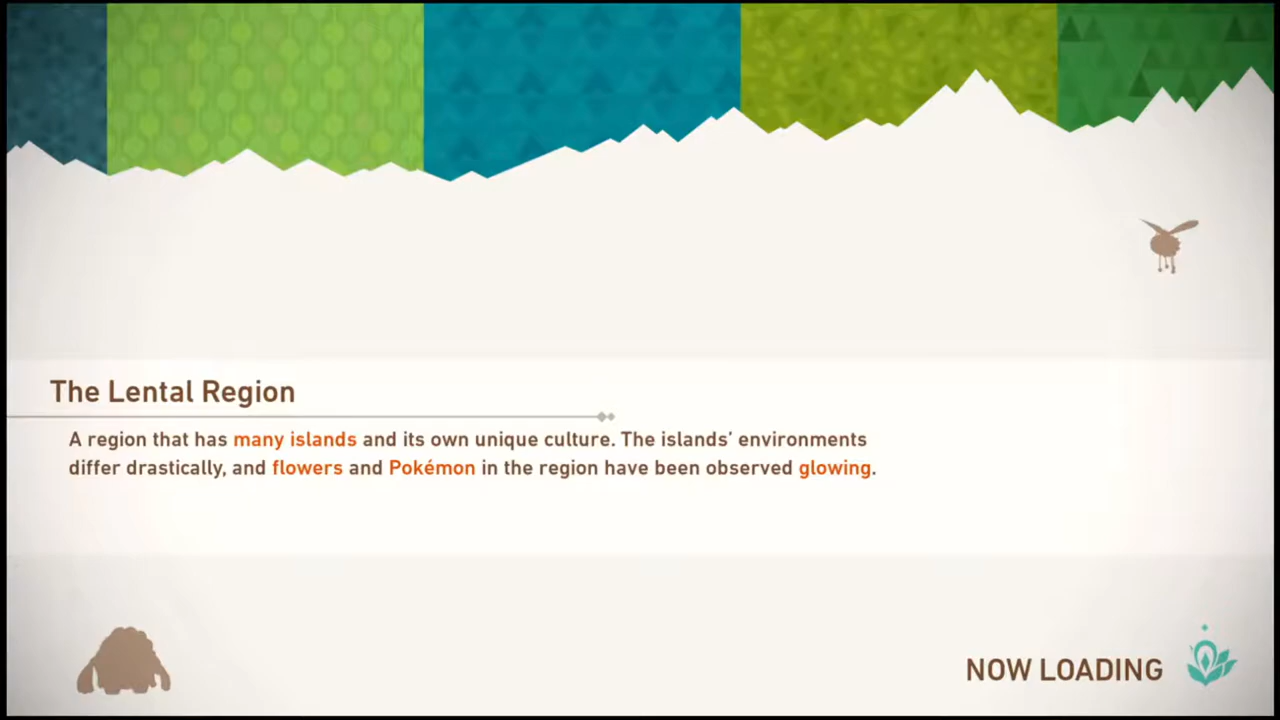 The Lental Region
A region that has many islands and its own unique culture. The islands’ environments
differ drastically, and flowers and Pokémon in the region have been observed glowing.
NOW LOADING